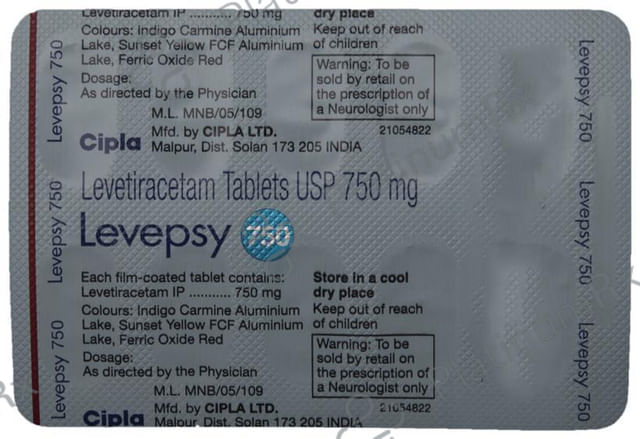 Levetiracetam IP ............ 750 mg
Colours: Indigo Carmine Aluminium
Lake, Sunset Yellow FCF Aluminium
Lake, Ferric Oxide Red
Dosage:
As directed by the Physician
M.L. MNB/05/109
Mfd. by CIPLA LTD.
Malpur, Dist. Solan 173 205 INDIA
Cipla
dry place
Keep out of reach
of children
Warning: To be
sold by retail on
the prescription of
a Neurologist only
21054822
Levetiracetam Tablets USP 750 mg
Levepsy 750
Each film-coated tablet contains:
Levetiracetam IP ........... 750 mg
Colours: Indigo Carmine Aluminium
Lake, Sunset Yellow FCF Aluminium
Lake, Ferric Oxide Red
Dosage:
As directed by the Physician
M.L. MNB/05/109
Mfd. by CIPLA LTD.
Malpur, Dist. Solan 173 205 INDIA
Cipla
Store in a cool
dry place
Keep out of reach
of children
Warning: To be
sold by retail on
the prescription of
a Neurologist only
21054822
Levepsy 750
Levepsy 750
Levepsy 750
Levepsy 750
Levepsy 750
Levepsy 750